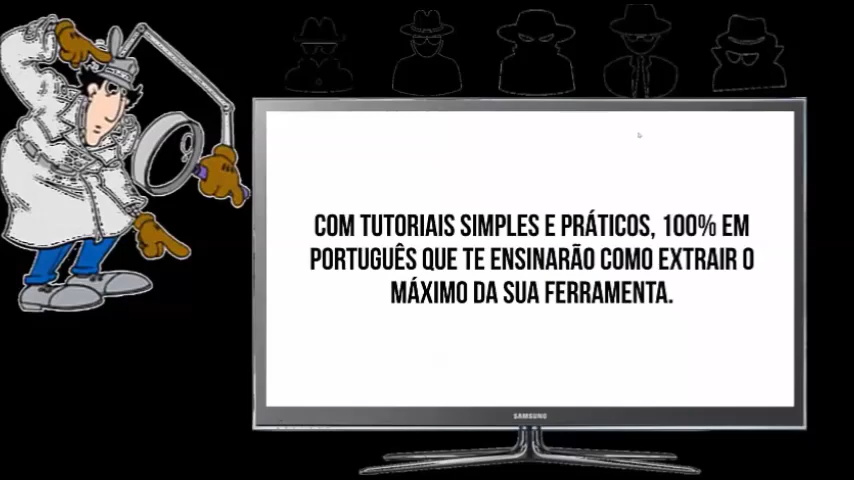 COM TUTORIAIS SIMPLES E PRÁTICOS, 100% EM
PORTUGUÊS QUE TE ENSINARÃO COMO EXTRAIR O
MÁXIMO DA SUA FERRAMENTA.
SAMSUNG